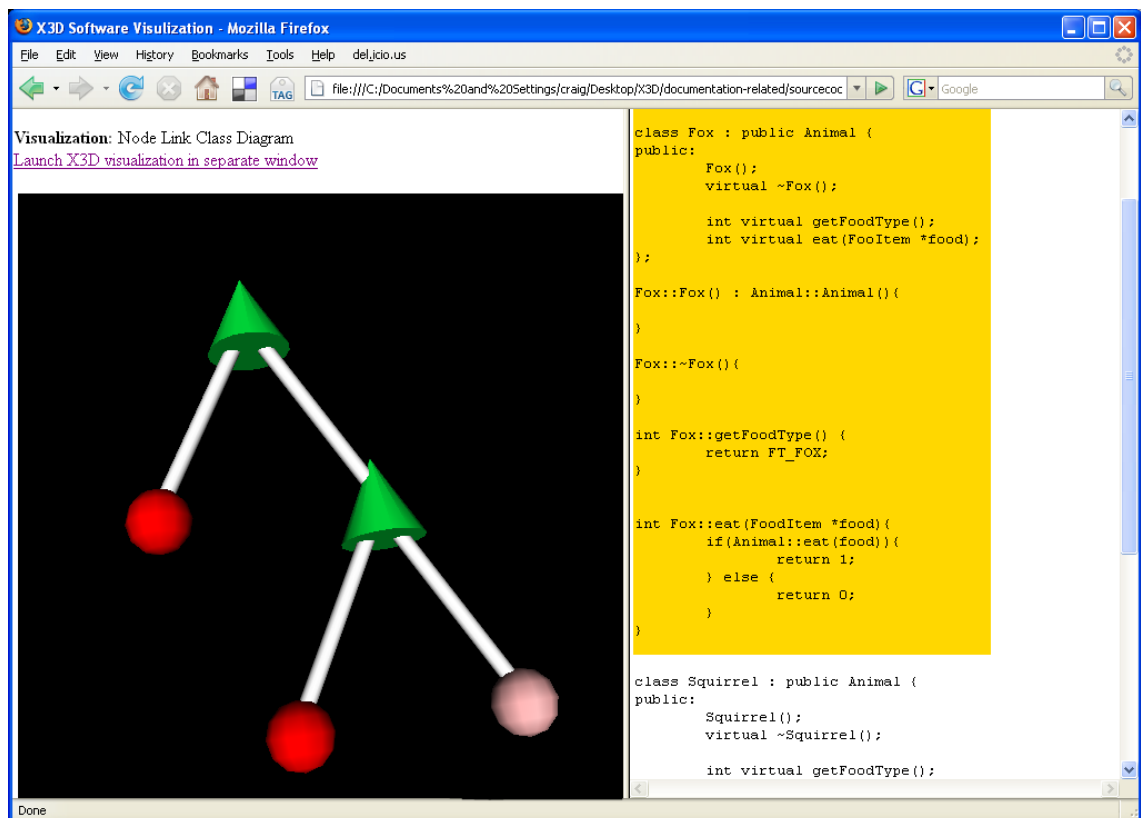 X3D Software Visulization - Mozilla Firefox
File Edit View History Bookmarks Tools Help del.icio.us
TAG
file:///C:/Documents%20and%20Settings/craig/Desktop/X3D/documentation-related/sourcecoc
G Google
Visualization: Node Link Class Diagram
Launch X3D visualization in separate window
class Fox : public Animal {
public:
Fox();
virtual ~Fox();
int virtual getFoodType();
int virtual eat(FooItem *food);
};
Fox::Fox() : Animal::Animal(){
}
Fox::~Fox(){
}
int Fox::getFoodType() {
return FT_FOX;
}
int Fox::eat(FoodItem *food){
if(Animal::eat(food)){
return 1;
} else {
return 0;
}
}
class Squirrel : public Animal {
public:
Squirrel();
virtual ~Squirrel();
int virtual getFoodType();
Done